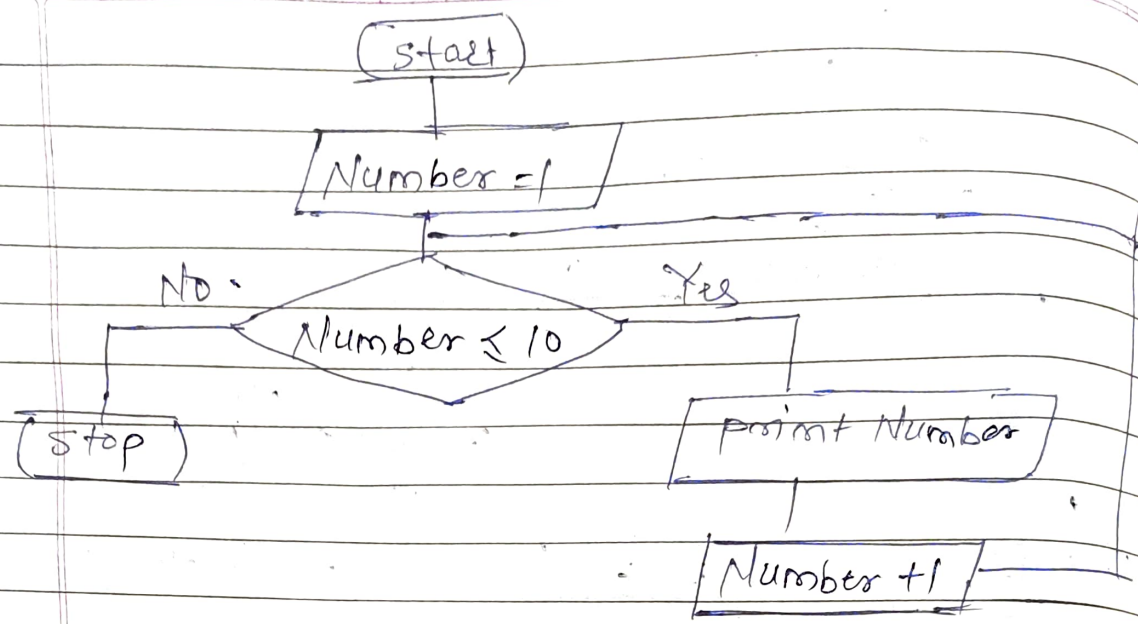 Start
Number = 1
No
Yes
Number ≤ 10
Stop
print Number
Number +1